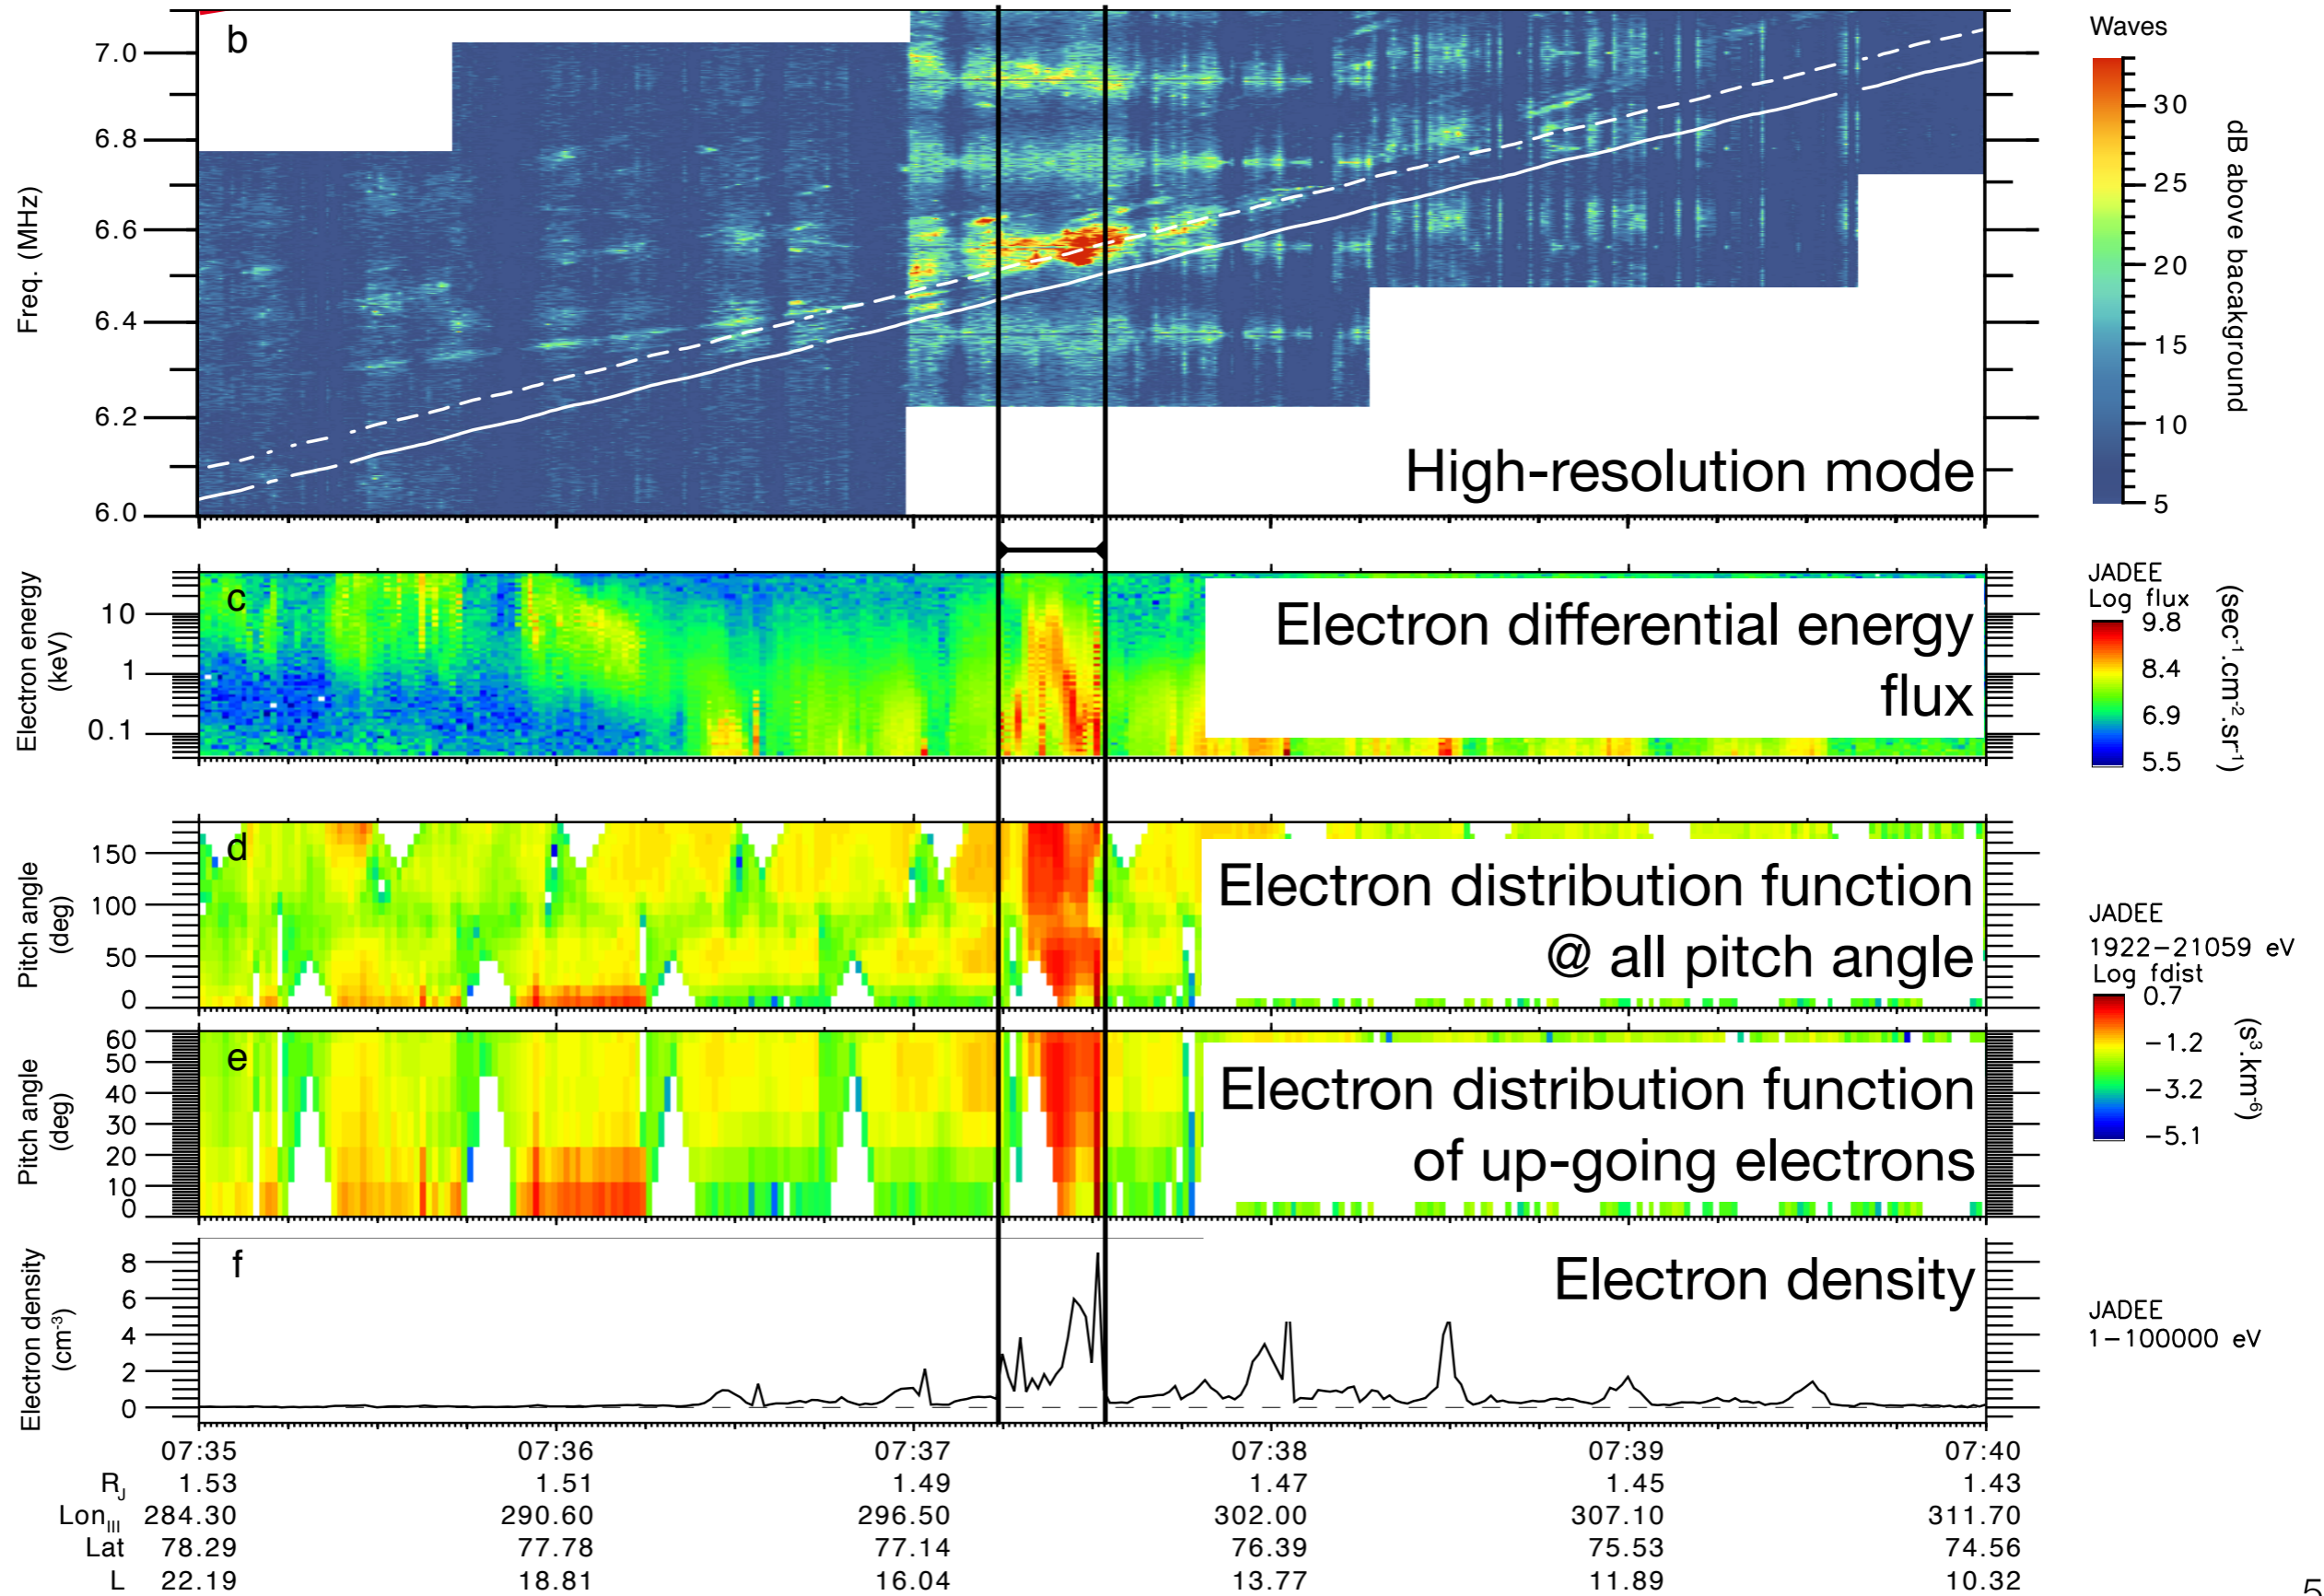 b
Waves
7.0
6.8
6.6
6.4
6.2
6.0
Freq. (MHz)
High-resolution mode
30
25
20
15
10
5
dB above bacakground
Electron energy
(keV)
10
1
0.1
c
Electron differential energy
flux
JADEE
Log flux
9.8
8.4
6.9
5.5
(sec-1.cm-2.sr-1)
Pitch angle
(deg)
150
100
50
0
d
Electron distribution function
@ all pitch angle
JADEE
1922−21059 eV
Log fdist
0.7
−1.2
−3.2
−5.1
(s3.km-6)
Pitch angle
(deg)
60
50
40
30
20
10
0
e
Electron distribution function
of up-going electrons
Electron density
(cm-3)
8
6
4
2
0
f
Electron density
JADEE
1−100000 eV
07:35 07:36 07:37 07:38 07:39 07:40
RJ 1.53 1.51 1.49 1.47 1.45 1.43
LonIII 284.30 290.60 296.50 302.00 307.10 311.70
Lat 78.29 77.78 77.14 76.39 75.53 74.56
L 22.19 18.81 16.04 13.77 11.89 10.32